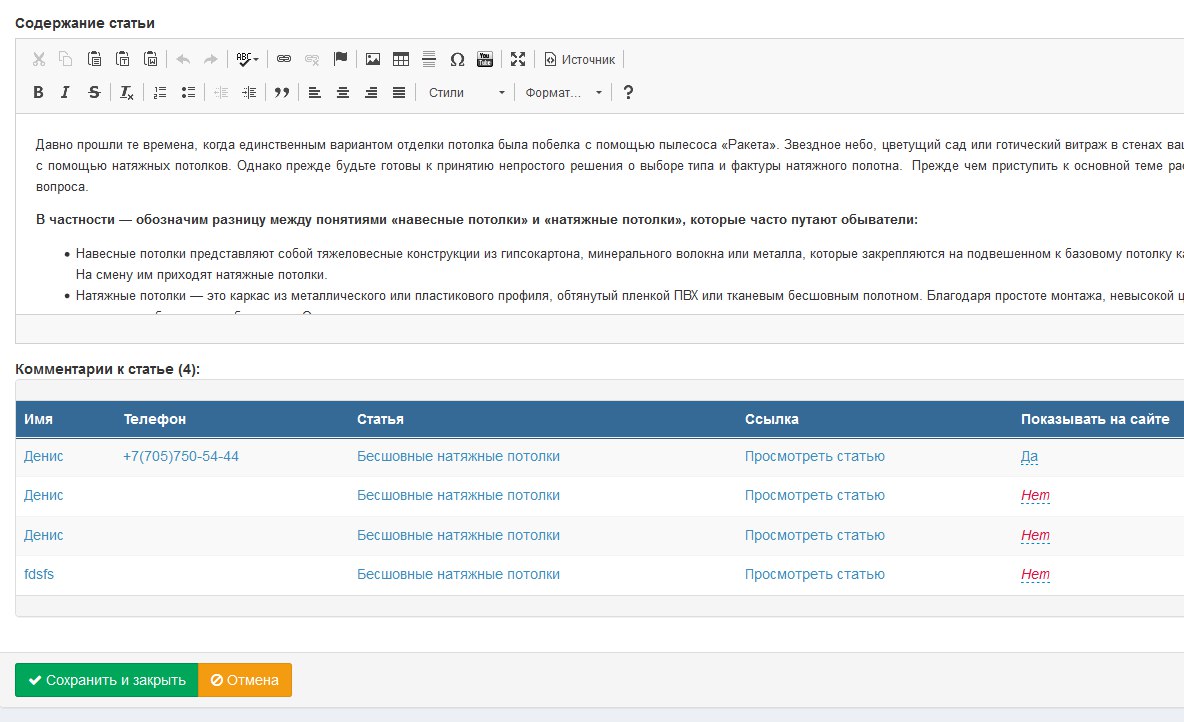 Содержание статьи
ABC You Tube Источник
B I S Tx Стили Формат... ?
Давно прошли те времена, когда единственным вариантом отделки потолка была побелка с помощью пылесоса «Ракета». Звездное небо, цветущий сад или готический витраж в стенах
с помощью натяжных потолков. Однако прежде будьте готовы к принятию непростого решения о выборе типа и фактуры натяжного полотна. Прежде чем приступить к основной теме
вопроса.
В частности — обозначим разницу между понятиями «навесные потолки» и «натяжные потолки», которые часто путают обыватели:
• Навесные потолки представляют собой тяжеловесные конструкции из гипсокартона, минерального волокна или металла, которые закрепляются на подвешенном к базовому потолку
На смену им приходят натяжные потолки.
• Натяжные потолки — это каркас из металлического или пластикового профиля, обтянутый пленкой ПВХ или тканевым бесшовным полотном. Благодаря простоте монтажа, невысокой
Комментарии к статье (4):
Имя Телефон Статья Ссылка Показывать на сайте
Денис +7(705)750-54-44 Бесшовные натяжные потолки Просмотреть статью Да
Денис Бесшовные натяжные потолки Просмотреть статью Нет
Денис Бесшовные натяжные потолки Просмотреть статью Нет
fdsfs Бесшовные натяжные потолки Просмотреть статью Нет
Сохранить и закрыть Отмена